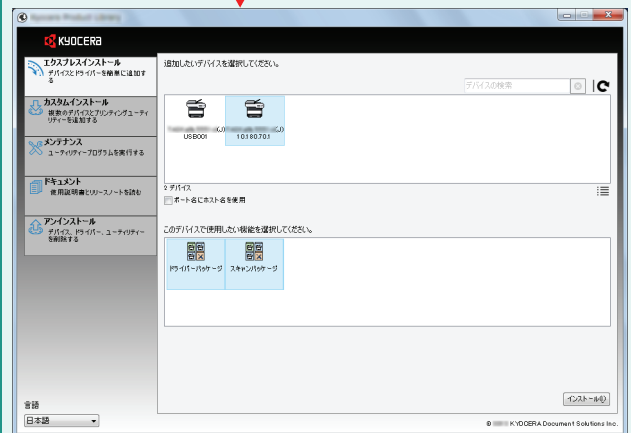 Kyocera Product Library
KYOCERA
エクスプレスインストール
デバイスとドライバーを簡単に追加す
る
カスタムインストール
複数のデバイスとプリンティングユーティ
リティーを追加する
メンテナンス
ユーティリティープログラムを実行する
ドキュメント
使用説明書とリリースノートを読む
アンインストール
デバイス、ドライバー、ユーティリティー
を削除する
言語
日本語
追加したいデバイスを選択してください。
デバイスの検索
(J)
USB001
(J)
10.180.70.1
2 デバイス
ポート名にホスト名を使用
このデバイスで使用したい機能を選択してください。
ドライバーパッケージ
スキャンパッケージ
インストール(I)
© KYOCERA Document Solutions Inc.